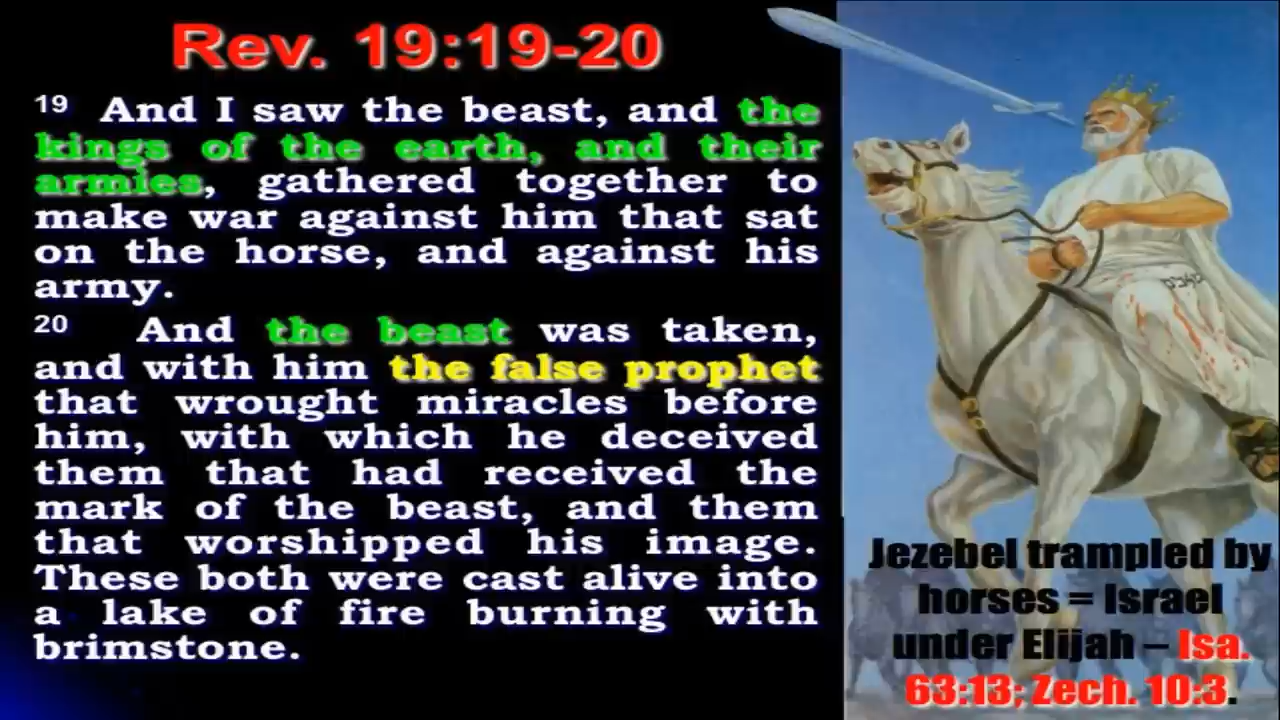 Rev. 19:19-20
19 And I saw the beast, and the
kings of the earth, and their
armies, gathered together to
make war against him that sat
on the horse, and against his
army.
20 And the beast was taken,
and with him the false prophet
that wrought miracles before
him, with which he deceived
them that had received the
mark of the beast, and them
that worshipped his image.
These both were cast alive into
a lake of fire burning with
brimstone.
Jezebel trampled by
horses = Israel
under Elijah – Isa.
63:13; Zech. 10:3.